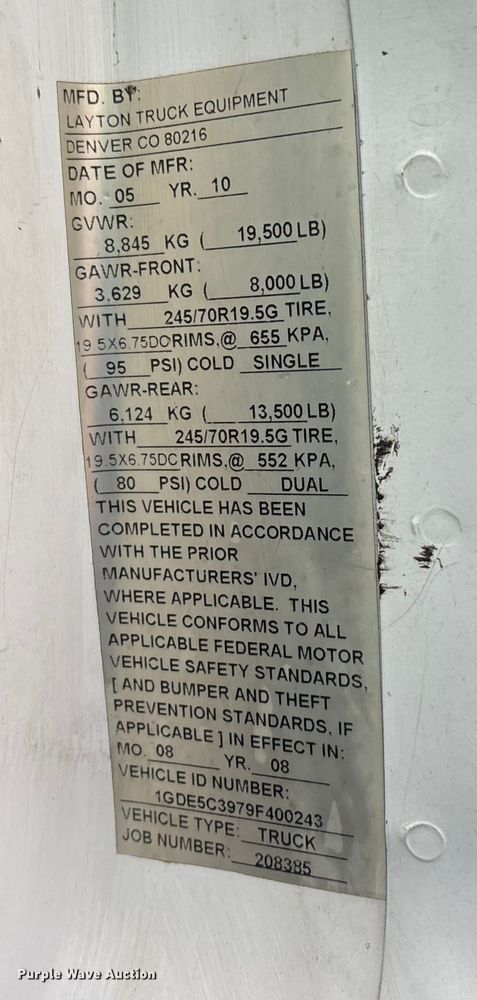 MFD. BY:
LAYTON TRUCK EQUIPMENT
DENVER CO 80216
DATE OF MFR:
MO. 05 YR. 10
GVWR:
8,845 KG ( 19,500 LB)
GAWR-FRONT:
3,629 KG ( 8,000 LB)
WITH 245/70R19.5G TIRE,
19.5X6.75DC RIMS,@ 655 KPA,
( 95 PSI) COLD SINGLE
GAWR-REAR:
6,124 KG ( 13,500 LB)
WITH 245/70R19.5G TIRE,
19.5X6.75DC RIMS,@ 552 KPA,
( 80 PSI) COLD DUAL
THIS VEHICLE HAS BEEN
COMPLETED IN ACCORDANCE
WITH THE PRIOR
MANUFACTURERS' IVD,
WHERE APPLICABLE. THIS
VEHICLE CONFORMS TO ALL
APPLICABLE FEDERAL MOTOR
VEHICLE SAFETY STANDARDS,
[ AND BUMPER AND THEFT
PREVENTION STANDARDS, IF
APPLICABLE ] IN EFFECT IN:
MO. 08 YR. 08
VEHICLE ID NUMBER:
1GDE5C3979F400243
VEHICLE TYPE: TRUCK
JOB NUMBER: 208385
Purple Wave Auction